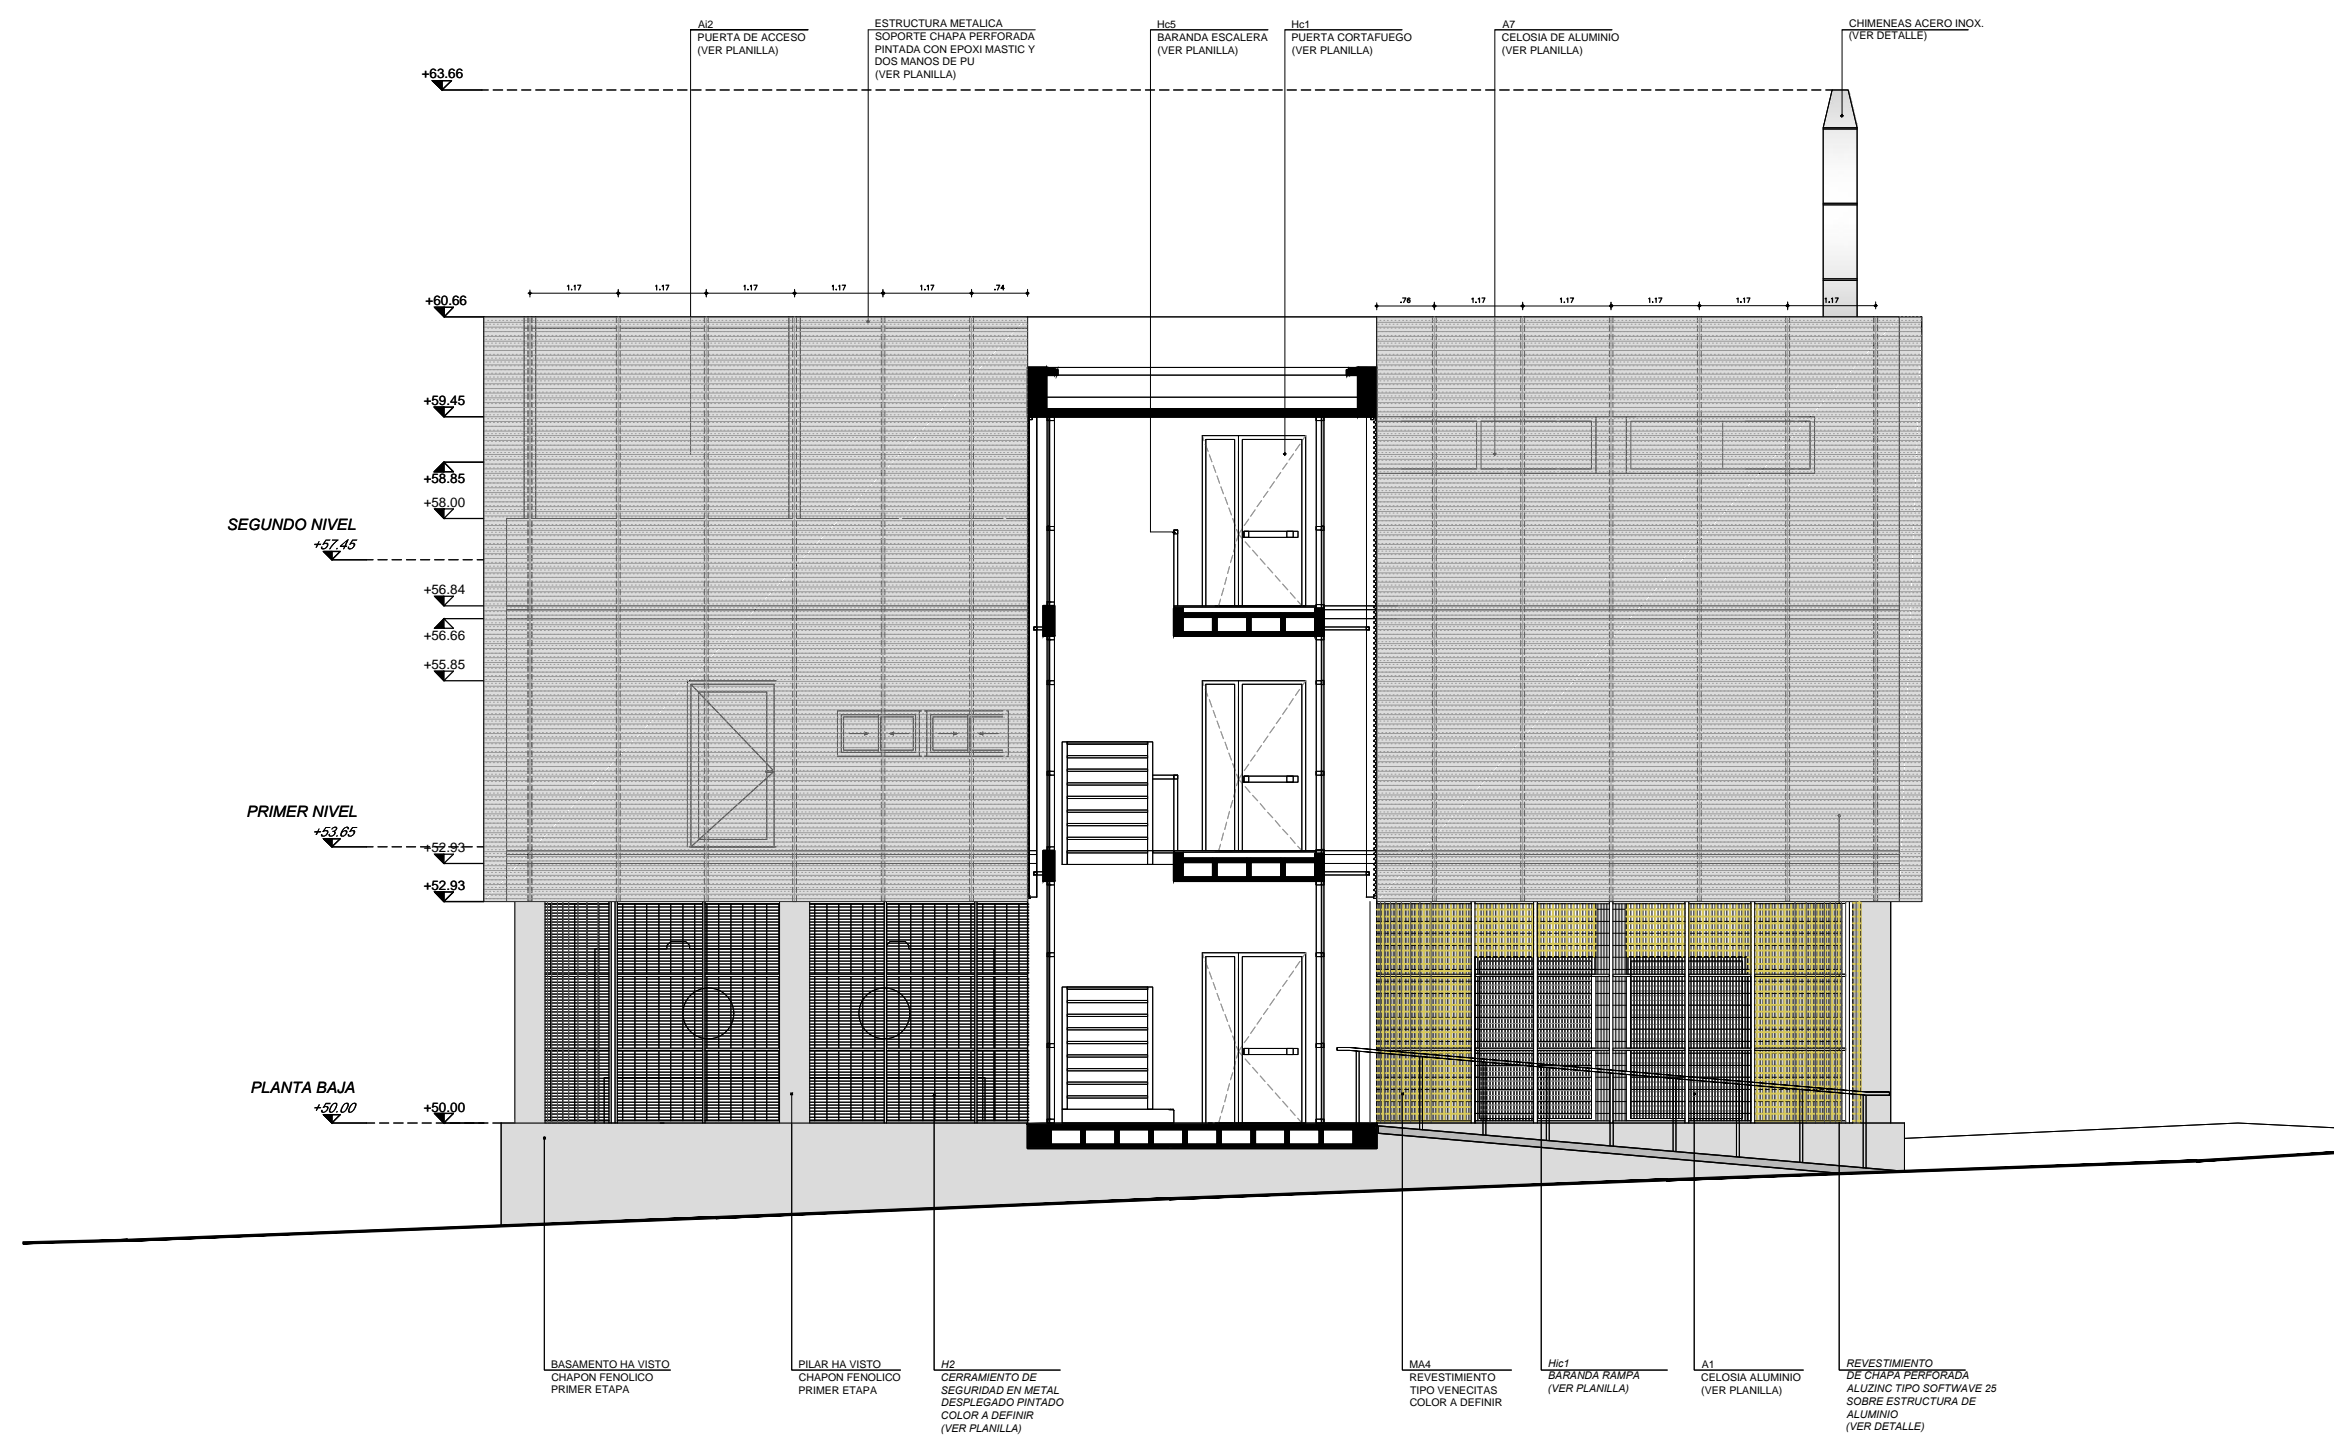 Ai2
PUERTA DE ACCESO
(VER PLANILLA)
ESTRUCTURA METALICA
SOPORTE CHAPA PERFORADA
PINTADA CON EPOXI MASTIC Y
DOS MANOS DE PU
(VER PLANILLA)
Hc5
BARANDA ESCALERA
(VER PLANILLA)
Hc1
PUERTA CORTAFUEGO
(VER PLANILLA)
A7
CELOSIA DE ALUMINIO
(VER PLANILLA)
CHIMENEAS ACERO INOX.
(VER DETALLE)
+63.66
1.17 1.17 1.17 1.17 1.17 .74
.76 1.17 1.17 1.17 1.17 1.17
+60.66
+59.45
+58.85
+58.00
SEGUNDO NIVEL
+57.45
+56.84
+56.66
+55.85
PRIMER NIVEL
+53.65
+52.93
+52.93
PLANTA BAJA
+50.00
+50.00
BASAMENTO HA VISTO
CHAPON FENOLICO
PRIMER ETAPA
PILAR HA VISTO
CHAPON FENOLICO
PRIMER ETAPA
H2
CERRAMIENTO DE
SEGURIDAD EN METAL
DESPLEGADO PINTADO
COLOR A DEFINIR
(VER PLANILLA)
MA4
REVESTIMIENTO
TIPO VENECITAS
COLOR A DEFINIR
Hic1
BARANDA RAMPA
(VER PLANILLA)
A1
CELOSIA ALUMINIO
(VER PLANILLA)
REVESTIMIENTO
DE CHAPA PERFORADA
ALUZINC TIPO SOFTWAVE 25
SOBRE ESTRUCTURA DE
ALUMINIO
(VER DETALLE)